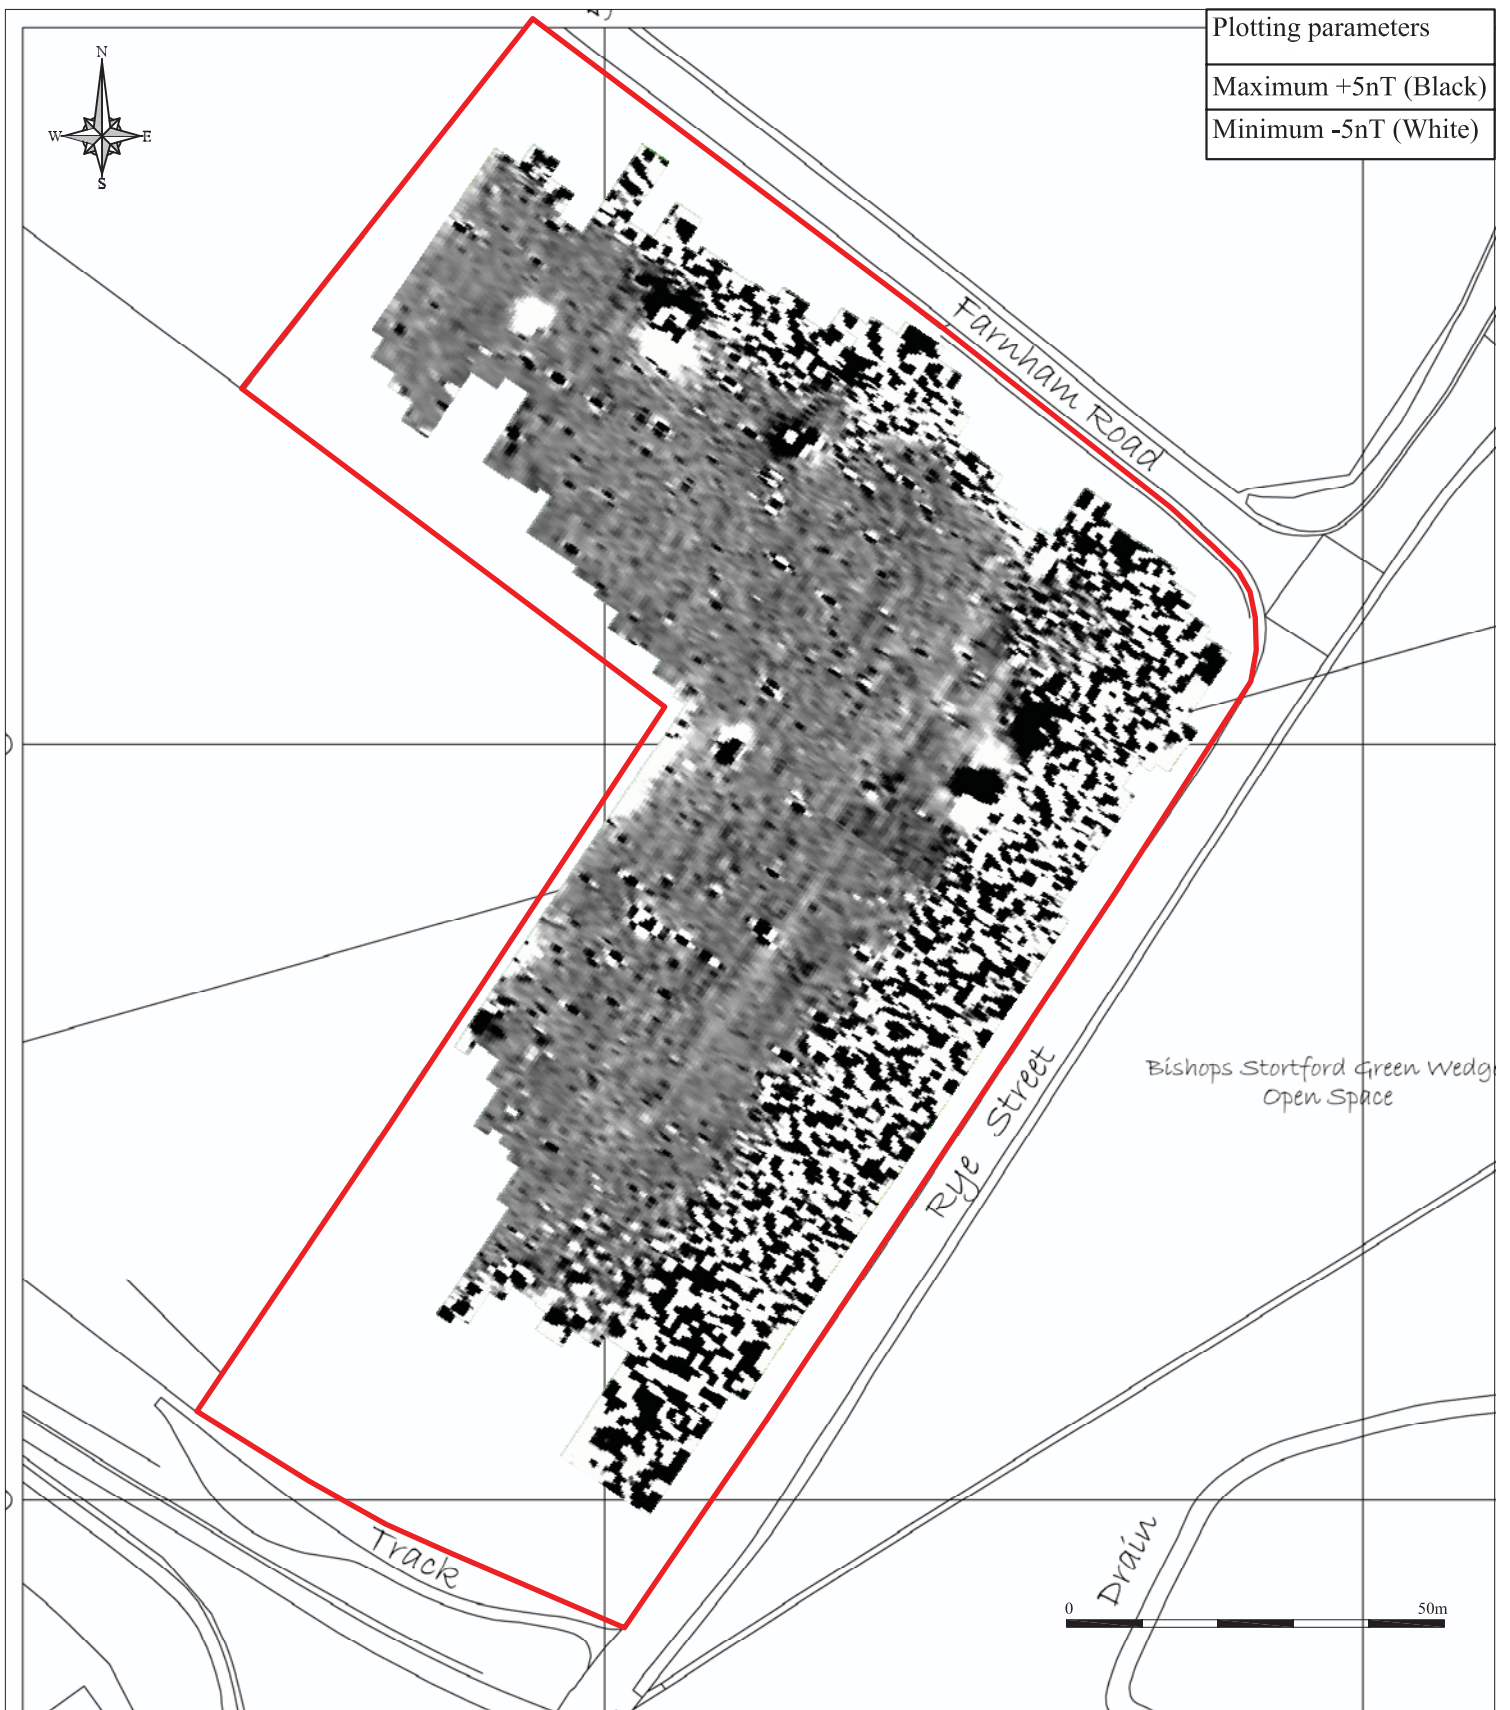 Plotting parameters
Maximum +5nT (Black)
Minimum -5nT (White)
N
W
E
S
Farnham Road
Rye Street
Bishops Stortford Green Wedge
Open Space
Track
Drain
0
50m